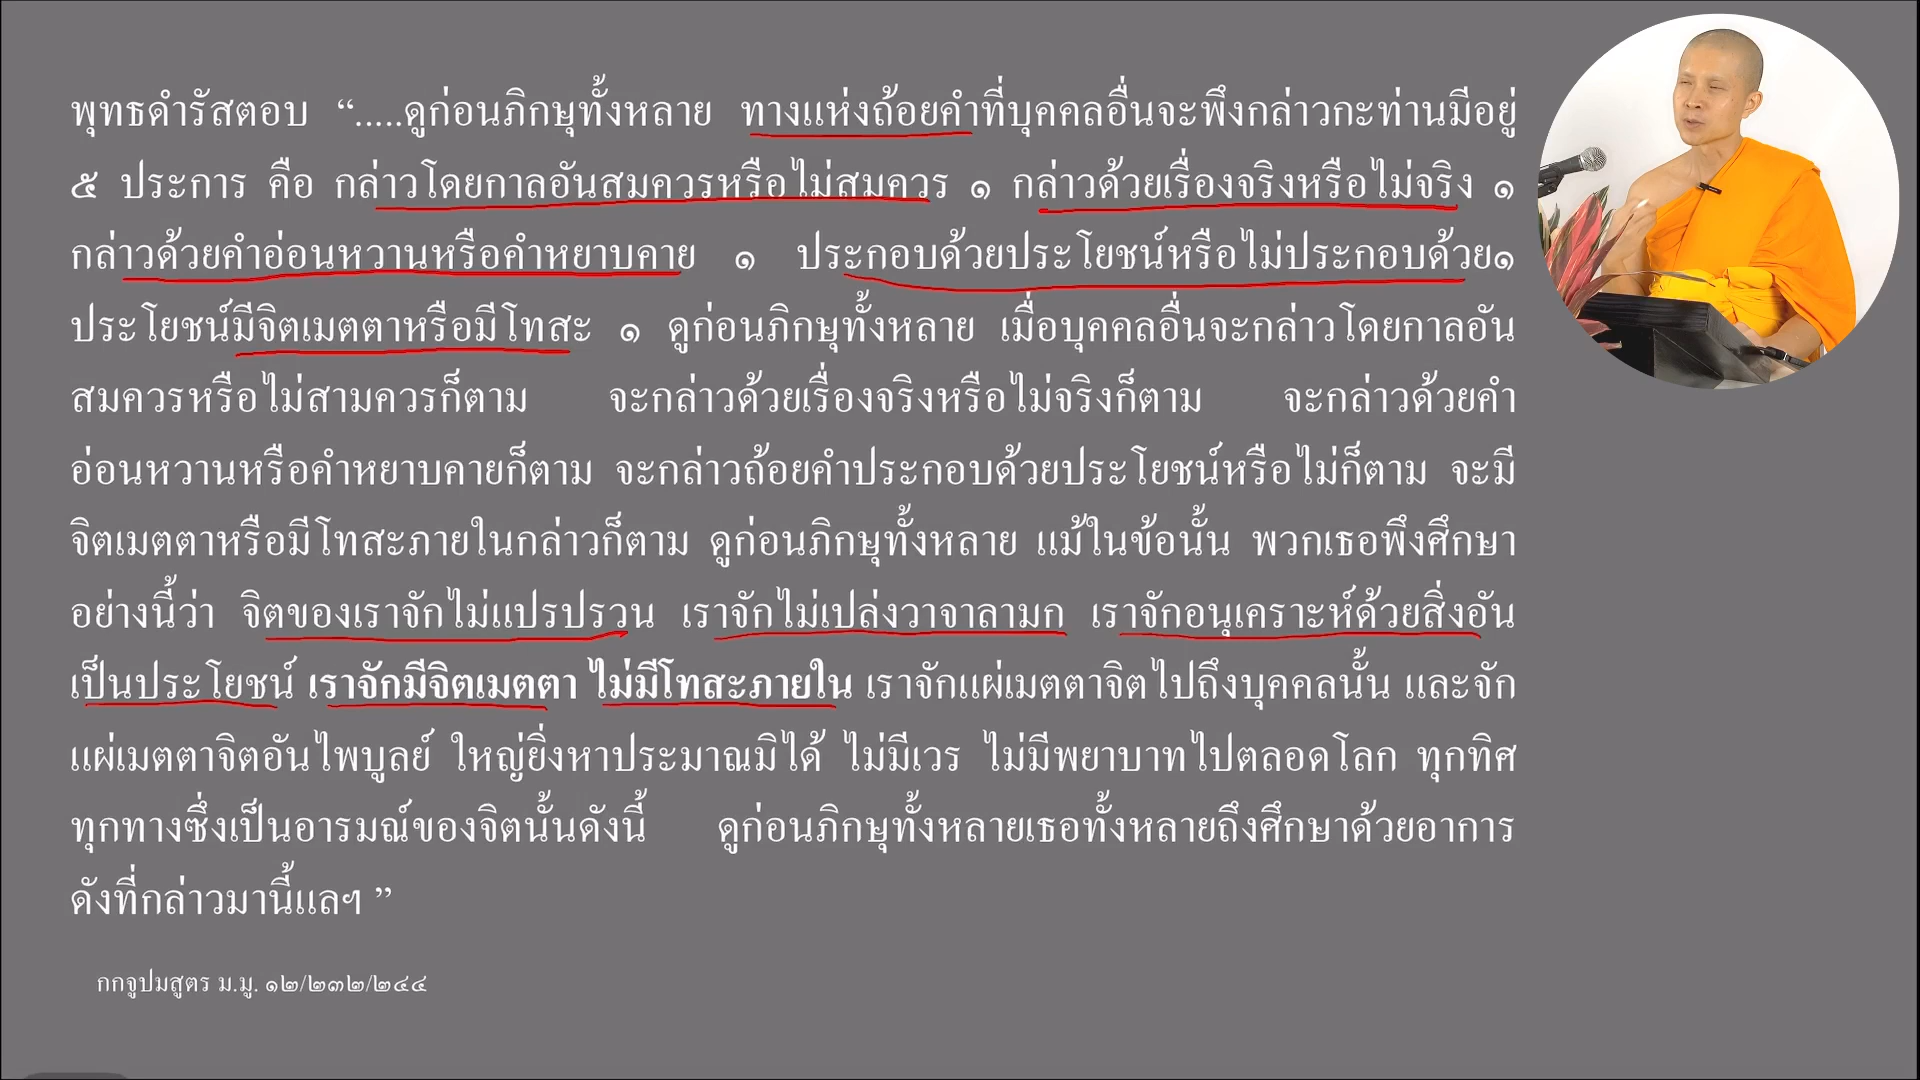 พุทธดำรัสตอบ “.....ดูก่อนภิกษุทั้งหลาย ทางแห่งถ้อยคำที่บุคคลอื่นจะพึงกล่าวกะท่านมีอยู่
๕ ประการ คือ กล่าวโดยกาลอันสมควรหรือไม่สมควร ๑ กล่าวด้วยเรื่องจริงหรือไม่จริง ๑
กล่าวด้วยคำอ่อนหวานหรือคำหยาบคาย ๑ ประกอบด้วยประโยชน์หรือไม่ประกอบด้วย๑
ประโยชน์มีจิตเมตตาหรือมีโทสะ ๑ ดูก่อนภิกษุทั้งหลาย เมื่อบุคคลอื่นจะกล่าวโดยกาลอัน
สมควรหรือไม่สามควรก็ตาม จะกล่าวด้วยเรื่องจริงหรือไม่จริงก็ตาม จะกล่าวด้วยคำ
อ่อนหวานหรือคำหยาบคายก็ตาม จะกล่าวถ้อยคำประกอบด้วยประโยชน์หรือไม่ก็ตาม จะมี
จิตเมตตาหรือมีโทสะภายในกล่าวก็ตาม ดูก่อนภิกษุทั้งหลาย แม้ในข้อนั้น พวกเธอพึงศึกษา
อย่างนี้ว่า จิตของเราจักไม่แปรปรวน เราจักไม่เปล่งวาจาลามก เราจักอนุเคราะห์ด้วยสิ่งอัน
เป็นประโยชน์ เราจักมีจิตเมตตา ไม่มีโทสะภายใน เราจักแผ่เมตตาจิตไปถึงบุคคลนั้น และจัก
แผ่เมตตาจิตอันไพบูลย์ ใหญ่ยิ่งหาประมาณมิได้ ไม่มีเวร ไม่มีพยาบาทไปตลอดโลก ทุกทิศ
ทุกทางซึ่งเป็นอารมณ์ของจิตนั้นดังนี้ ดูก่อนภิกษุทั้งหลายเธอทั้งหลายถึงศึกษาด้วยอาการ
ดังที่กล่าวมานี้แลฯ ”
กกจูปมสูตร ม.มู. ๑๒/๒๓๒/๒๔๔